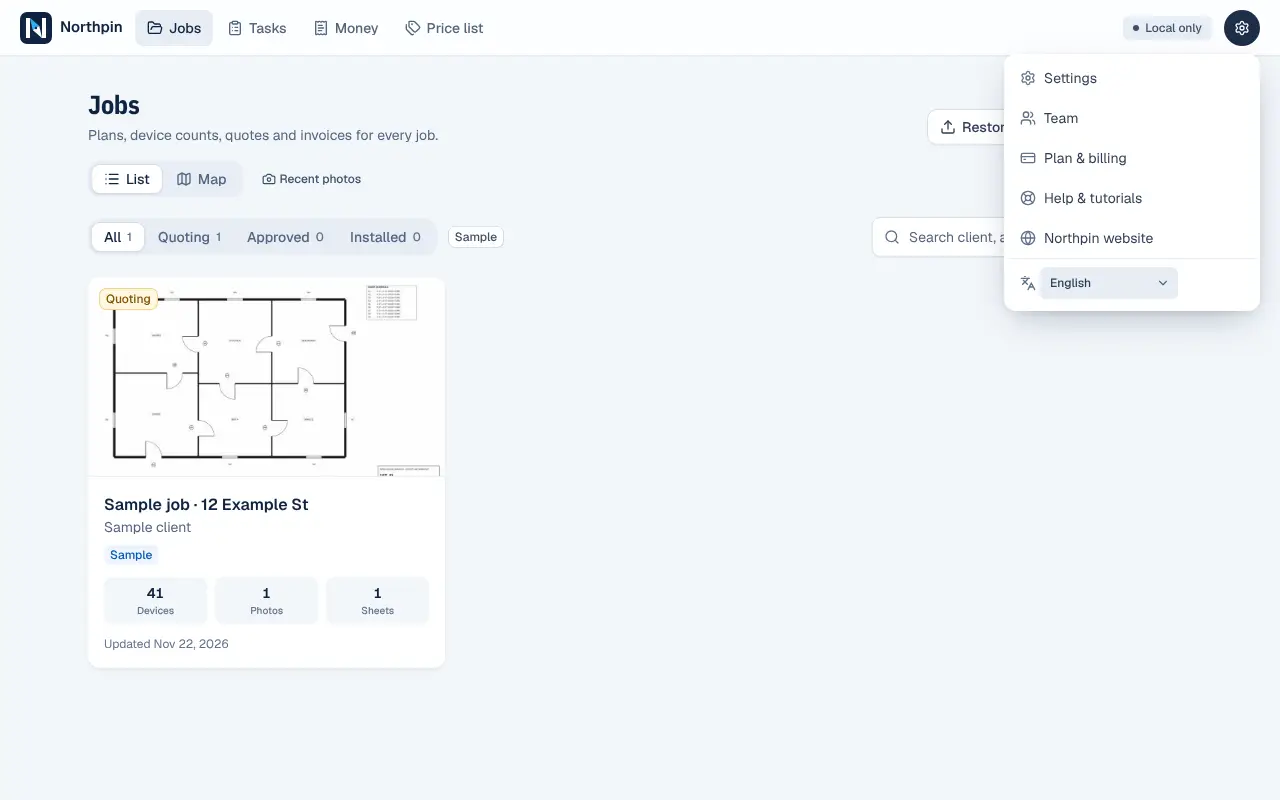 Northpin
Jobs
Tasks
Money
Price list
Local only
Settings
Team
Plan & billing
Help & tutorials
Northpin website
English
Jobs
Plans, device counts, quotes and invoices for every job.
List
Map
Recent photos
All 1
Quoting 1
Approved 0
Installed 0
Sample
Search client, a
Quoting
Sample job · 12 Example St
Sample client
Sample
41
Devices
1
Photos
1
Sheets
Updated Nov 22, 2026